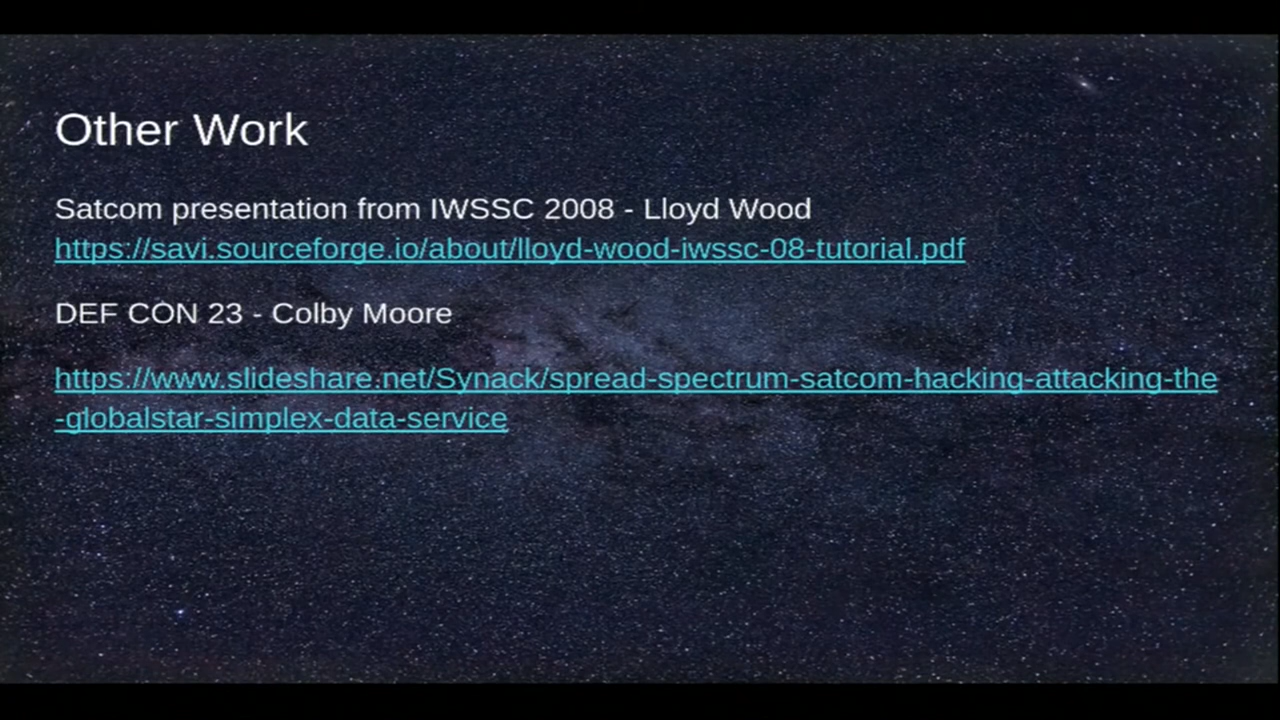 Other Work
Satcom presentation from IWSSC 2008 - Lloyd Wood
https://savi.sourceforge.io/about/lloyd-wood-iwssc-08-tutorial.pdf
DEF CON 23 - Colby Moore
https://www.slideshare.net/Synack/spread-spectrum-satcom-hacking-attacking-the
-globalstar-simplex-data-service